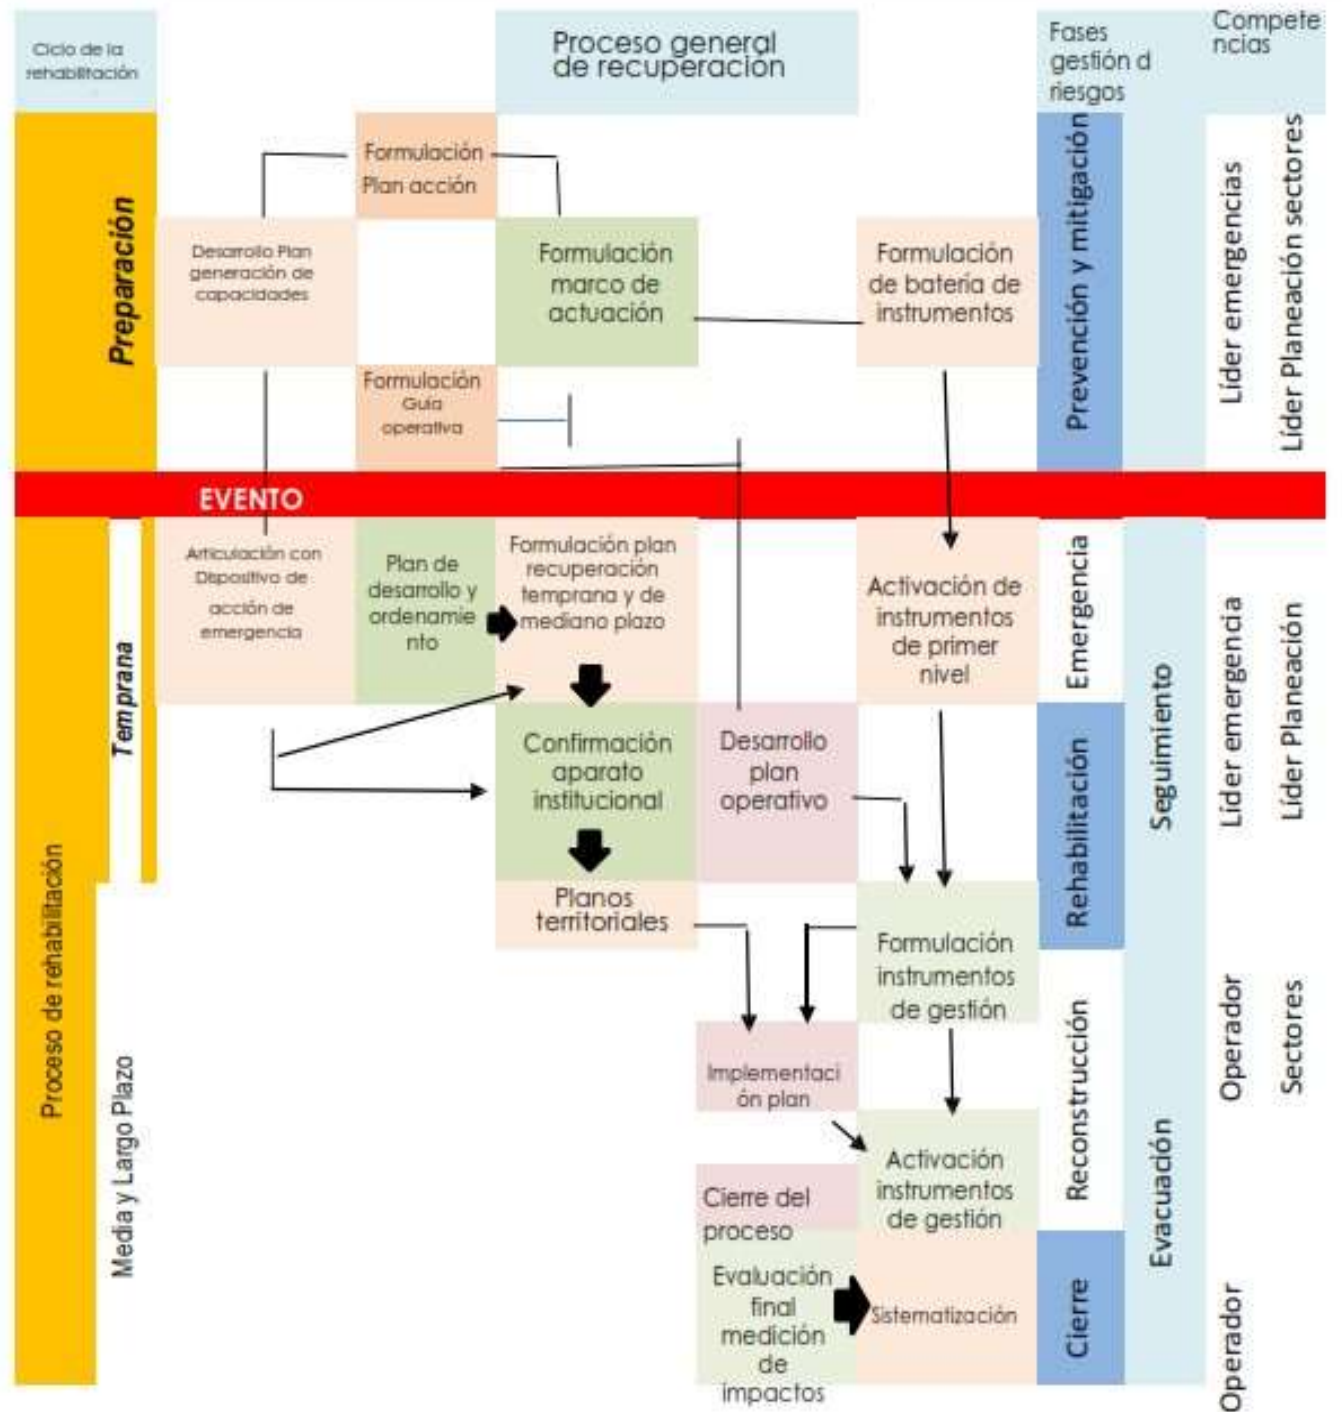 Ciclo de la
rehabilitación
Proceso general
de recuperación
Fases
gestión d
riesgos
Compete
ncias
Preparación
Formulación
Plan acción
Desarrollo Plan
generación de
capacidades
Formulación
marco de
actuación
Formulación
de batería de
instrumentos
Formulación
Guía
operativa
Prevención y mitigación
Líder emergencias
Líder Planeación sectores
EVENTO
Proceso de rehabilitación
Temprana
Articulación con
Dispositivo de
acción de
emergencia
Plan de
desarrollo y
ordenamie
nto
Formulación plan
recuperación
temprana y de
mediano plazo
Activación de
instrumentos
de primer
nivel
Emergencia
Seguimiento
Líder emergencia
Líder Planeación
Confirmación
aparato
institucional
Desarrollo
plan
operativo
Rehabilitación
Planos
territoriales
Formulación
instrumentos
de gestión
Media y Largo Plazo
Implementaci
ón plan
Reconstrucción
Operador
Sectores
Activación
instrumentos
de gestión
Evacuación
Cierre del
proceso
Evaluación
final
medición
de
impactos
Sistematización
Cierre
Operador